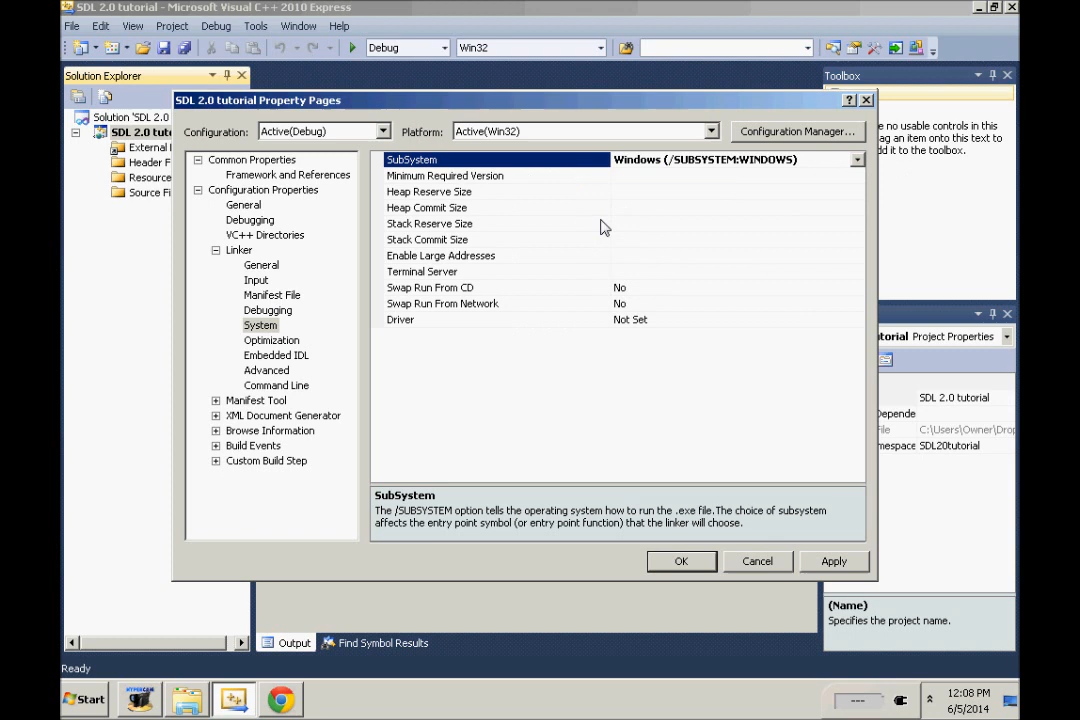 SDL 2.0 tutorial - Microsoft Visual C++ 2010 Express
File Edit View Project Debug Tools Window Help
Debug Win32
Solution Explorer
Toolbox
Solution 'SDL 2.0
SDL 2.0 tut
External
Header F
Resource
Source Fi
SDL 2.0 tutorial Property Pages
Configuration: Active(Debug) Platform: Active(Win32) Configuration Manager...
Common Properties
Framework and References
Configuration Properties
General
Debugging
VC++ Directories
Linker
General
Input
Manifest File
Debugging
System
Optimization
Embedded IDL
Advanced
Command Line
Manifest Tool
XML Document Generator
Browse Information
Build Events
Custom Build Step
SubSystem Windows (/SUBSYSTEM:WINDOWS)
Minimum Required Version
Heap Reserve Size
Heap Commit Size
Stack Reserve Size
Stack Commit Size
Enable Large Addresses
Terminal Server
Swap Run From CD No
Swap Run From Network No
Driver Not Set
SubSystem
The /SUBSYSTEM option tells the operating system how to run the .exe file.The choice of subsystem
affects the entry point symbol (or entry point function) that the linker will choose.
OK Cancel Apply
e no usable controls in this
ag an item onto this text to
dd it to the toolbox.
torial Project Properties
SDL 2.0 tutorial
Depende
file C:\Users\Owner\Drop
mespace SDL20tutorial
(Name)
Specifies the project name.
Output Find Symbol Results
Ready
Start
HYPERCAM
12:08 PM
6/5/2014